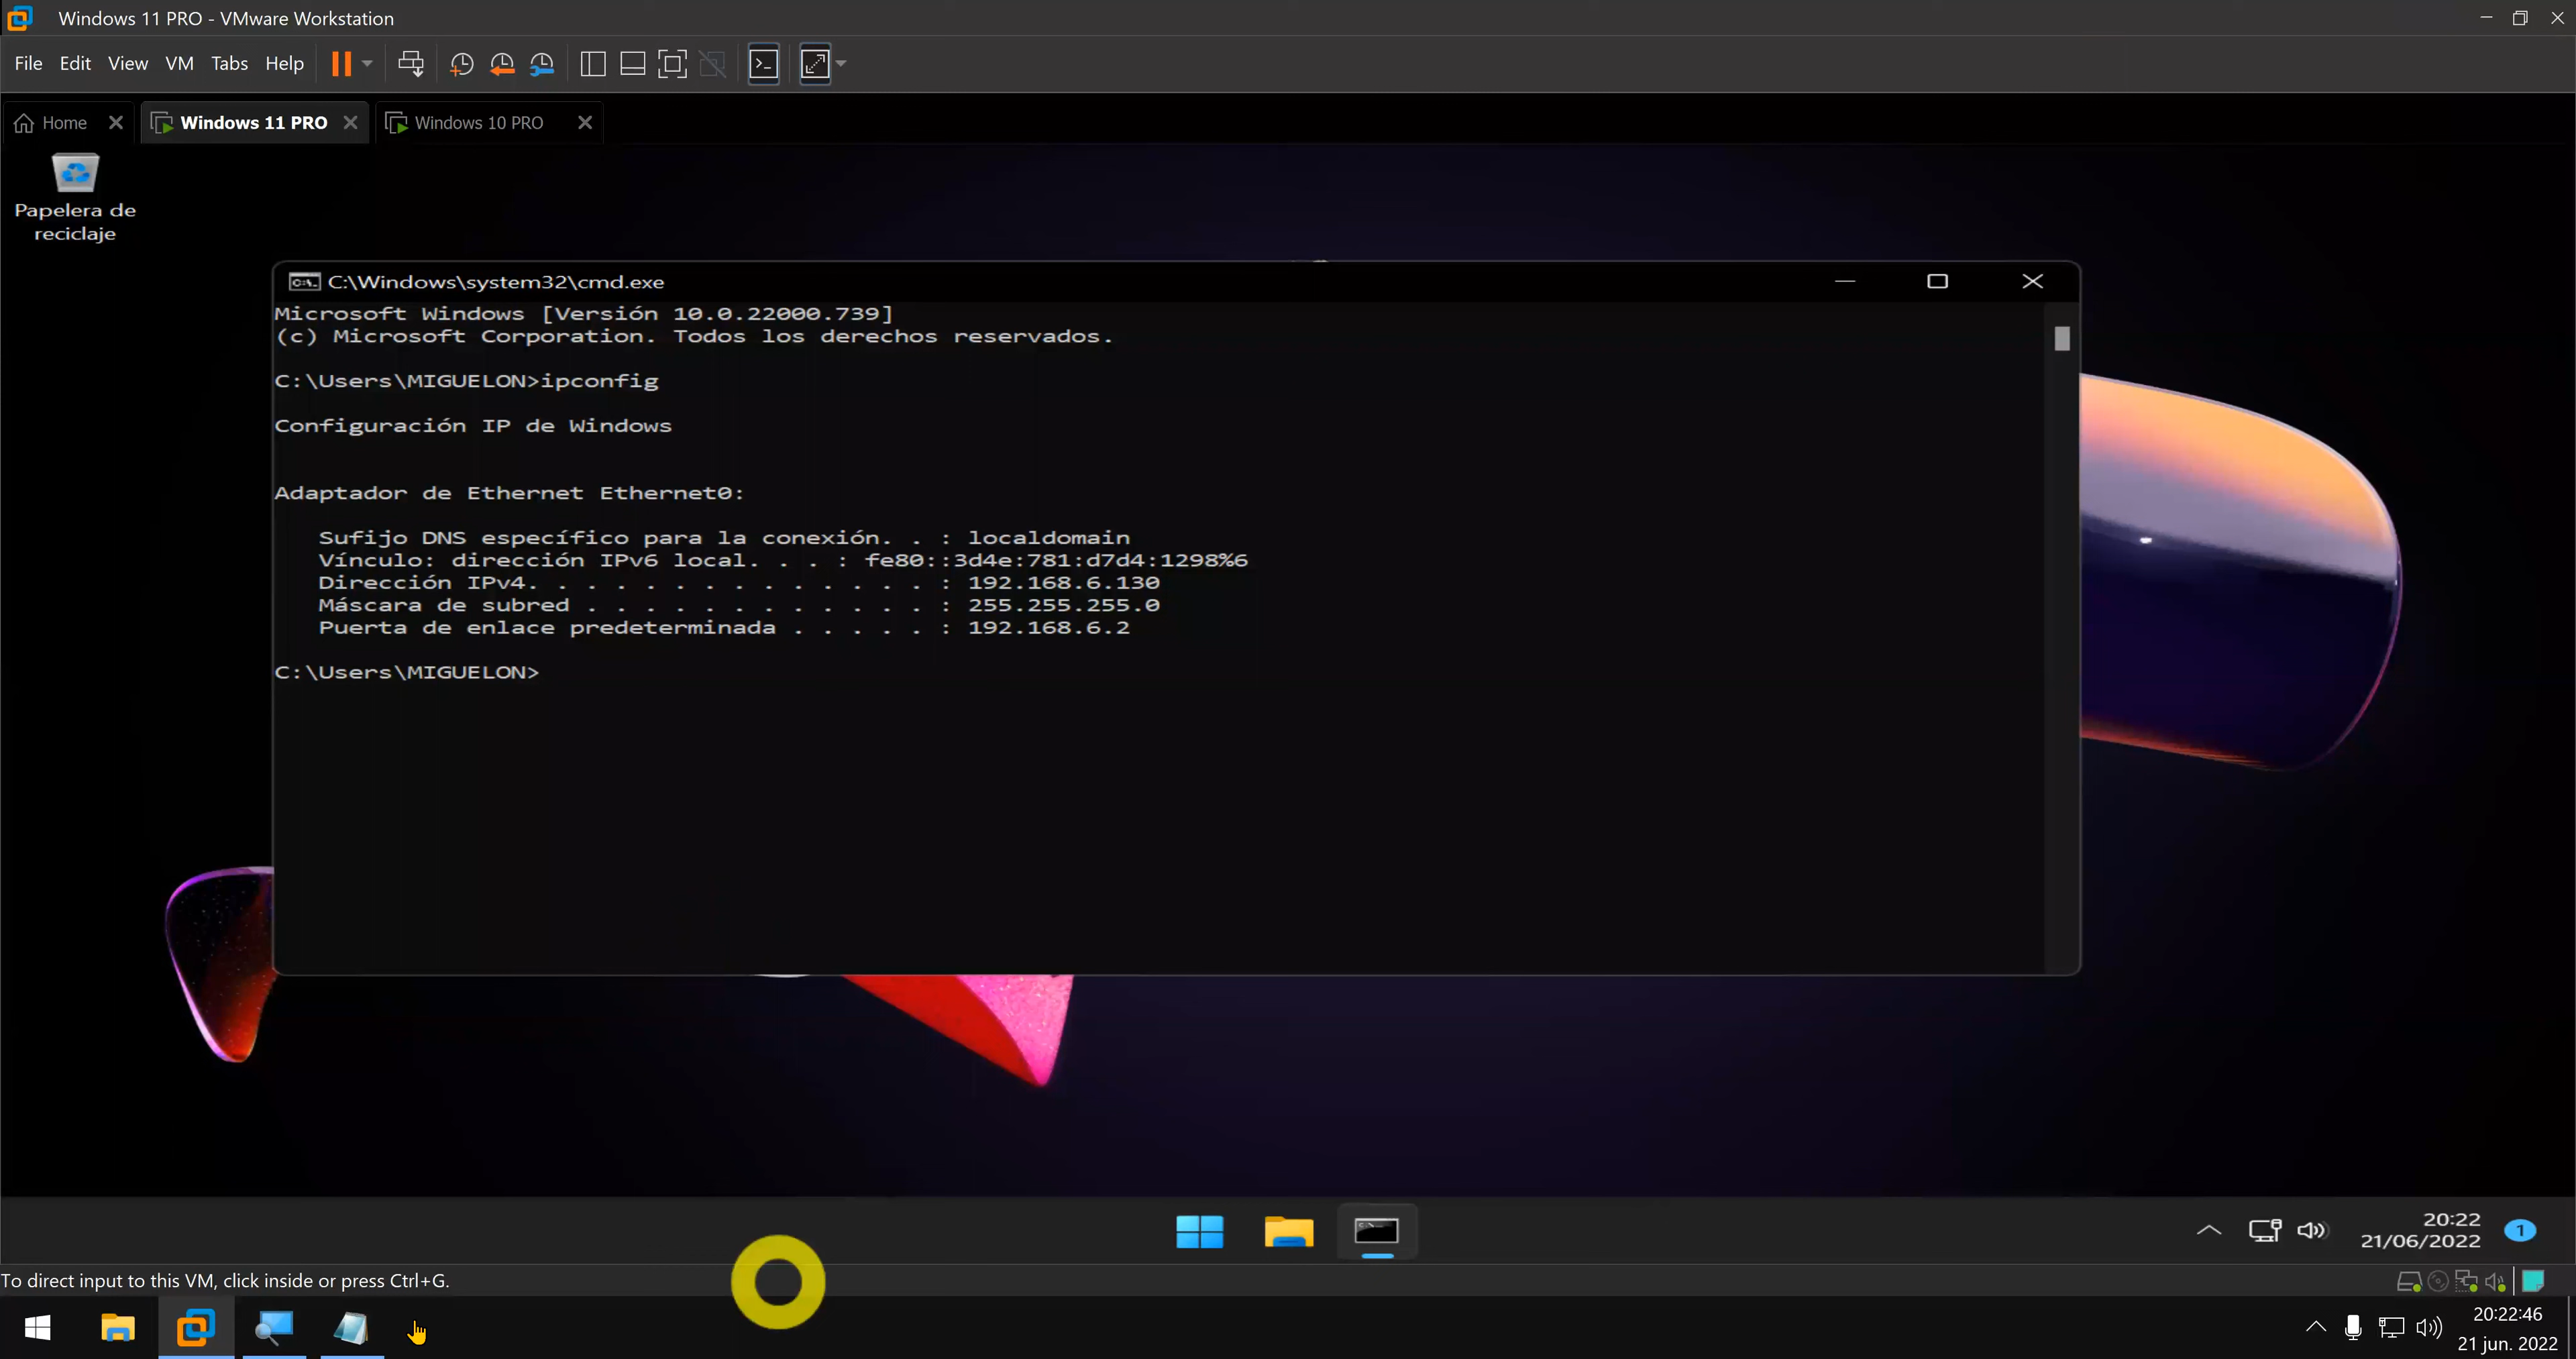 Windows 11 PRO - VMware Workstation
File Edit View VM Tabs Help
Home Windows 11 PRO Windows 10 PRO
Papelera de
reciclaje
C:\Windows\system32\cmd.exe
Microsoft Windows [Versión 10.0.22000.739]
(c) Microsoft Corporation. Todos los derechos reservados.
C:\Users\MIGUELON>ipconfig
Configuración IP de Windows
Adaptador de Ethernet Ethernet0:
Sufijo DNS específico para la conexión. . : localdomain
Vínculo: dirección IPv6 local. . . : fe80::3d4e:781:d7d4:1298%6
Dirección IPv4. . . . . . . . . . . . . . : 192.168.6.130
Máscara de subred . . . . . . . . . . . . : 255.255.255.0
Puerta de enlace predeterminada . . . . . : 192.168.6.2
C:\Users\MIGUELON>
20:22
21/06/2022
1
To direct input to this VM, click inside or press Ctrl+G.
20:22:46
21 jun. 2022